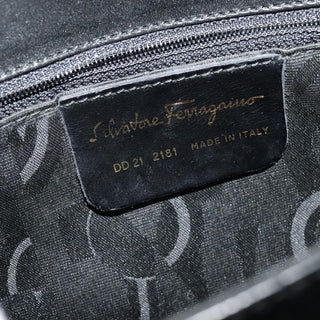 Salvatore Ferragamo
DD 21 2181 MADE IN ITALY